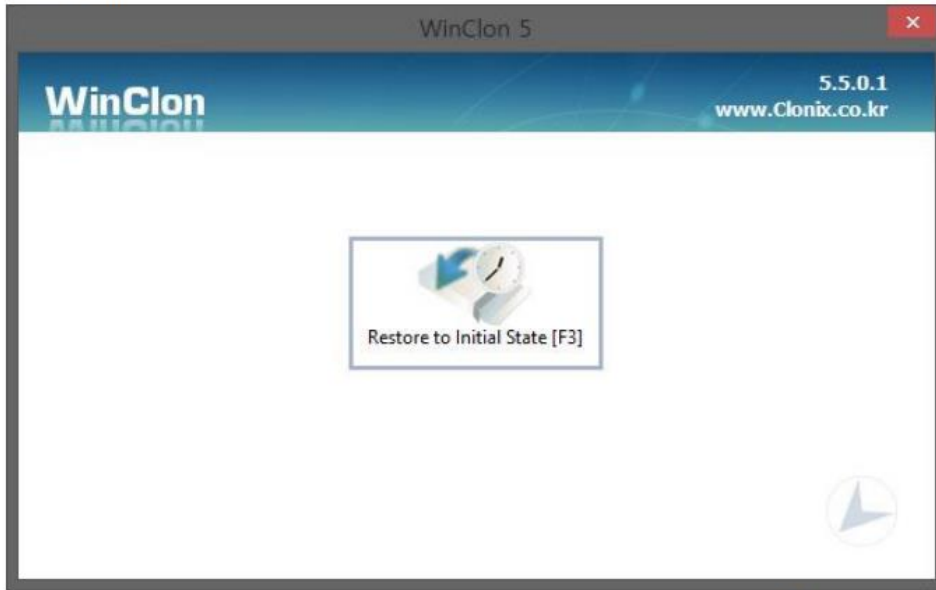 WinClon 5
WinClon
5.5.0.1
www.Clonix.co.kr
Restore to Initial State [F3]